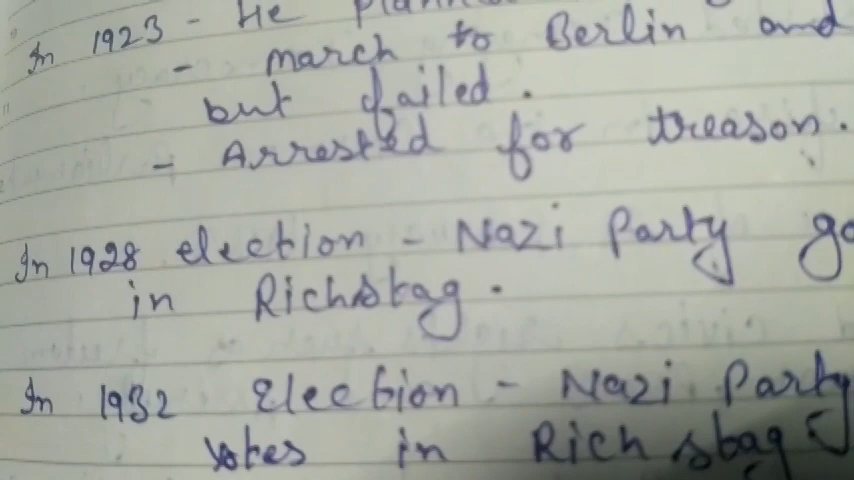 In 1923 - He
- march to Berlin and
but failed.
- Arrested for treason.
In 1928 election - Nazi Party
in Richstag.
In 1932 Election - Nazi Party
votes in Richstag